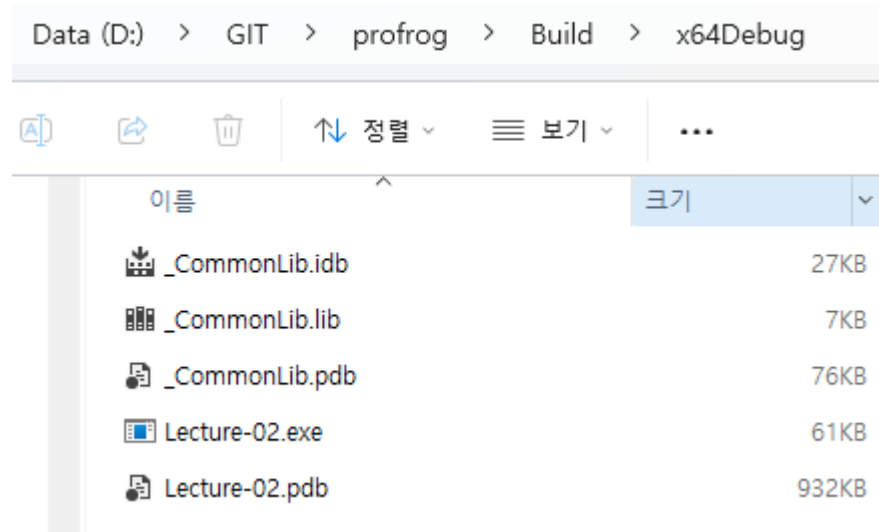 Data (D:) > GIT > profrog > Build > x64Debug
정렬 보기 ...
이름 크기
_CommonLib.idb 27KB
_CommonLib.lib 7KB
_CommonLib.pdb 76KB
Lecture-02.exe 61KB
Lecture-02.pdb 932KB